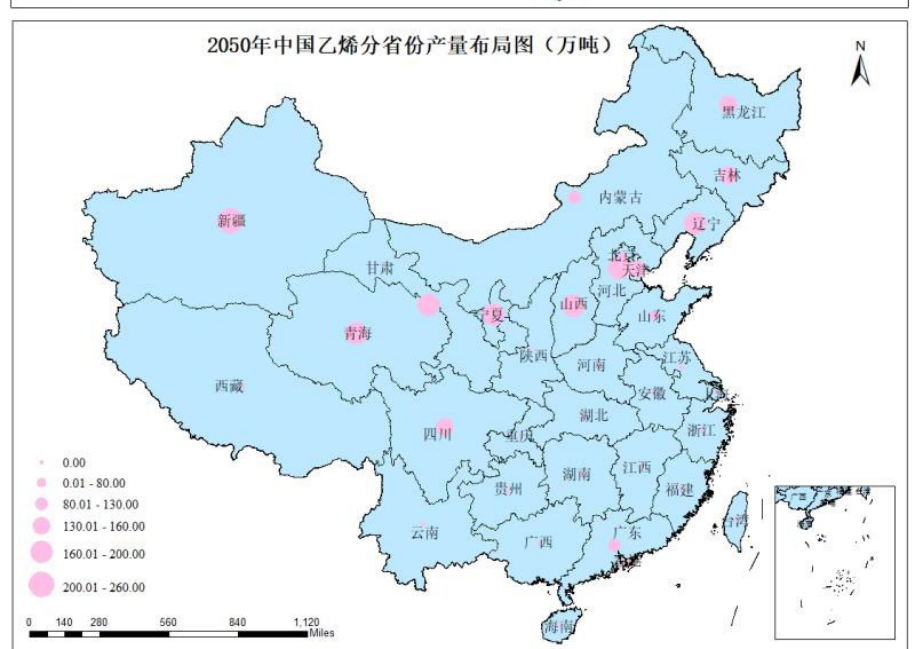 2050年中国乙烯分省份产量布局图（万吨）
N
黑龙江
吉林
内蒙古
辽宁
新疆
北京
天津
甘肃
河北
山西
宁夏
山东
青海
陕西
河南
江苏
西藏
安徽
上海
湖北
四川
重庆
浙江
湖南
江西
贵州
福建
云南
广西
广东
台湾
海南
广西
0.00
0.01 - 80.00
80.01 - 130.00
130.01 - 160.00
160.01 - 200.00
200.01 - 260.00
0 140 280 560 840 1,120
Miles